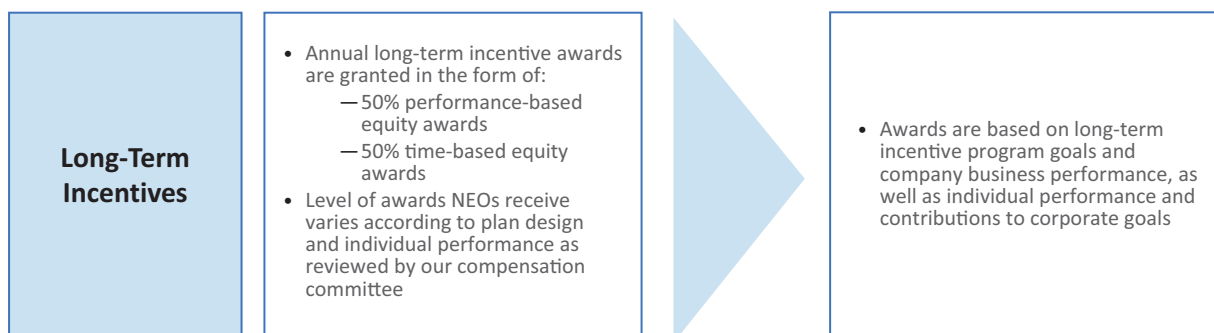 Long-Term
Incentives
• Annual long-term incentive awards
are granted in the form of:
—50% performance-based
equity awards
—50% time-based equity
awards
• Level of awards NEOs receive
varies according to plan design
and individual performance as
reviewed by our compensation
committee
• Awards are based on long-term
incentive program goals and
company business performance, as
well as individual performance and
contributions to corporate goals